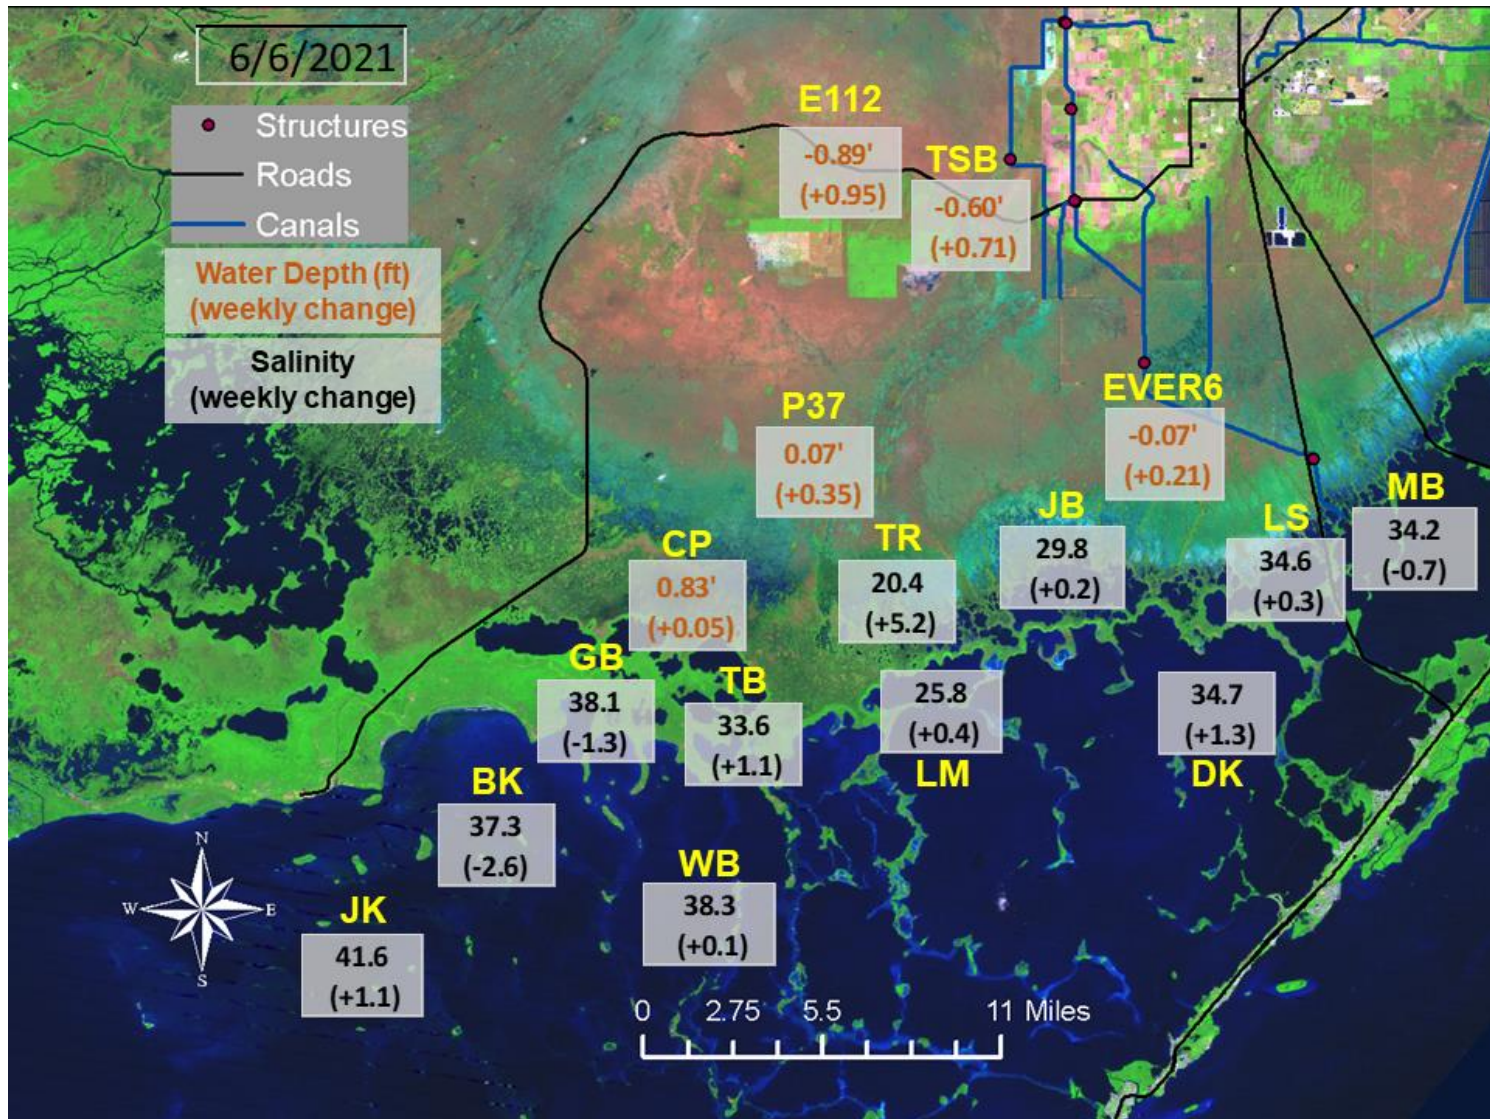 6/6/2021
Structures
Roads
Canals
Water Depth (ft)
(weekly change)
Salinity
(weekly change)
E112
-0.89'
(+0.95)
TSB
-0.60'
(+0.71)
P37
0.07'
(+0.35)
EVER6
-0.07'
(+0.21)
CP
0.83'
(+0.05)
TR
20.4
(+5.2)
JB
29.8
(+0.2)
LS
34.6
(+0.3)
MB
34.2
(-0.7)
GB
38.1
(-1.3)
TB
33.6
(+1.1)
25.8
(+0.4)
LM
34.7
(+1.3)
DK
BK
37.3
(-2.6)
WB
38.3
(+0.1)
JK
41.6
(+1.1)
N
W E
S
0 2.75 5.5 11 Miles